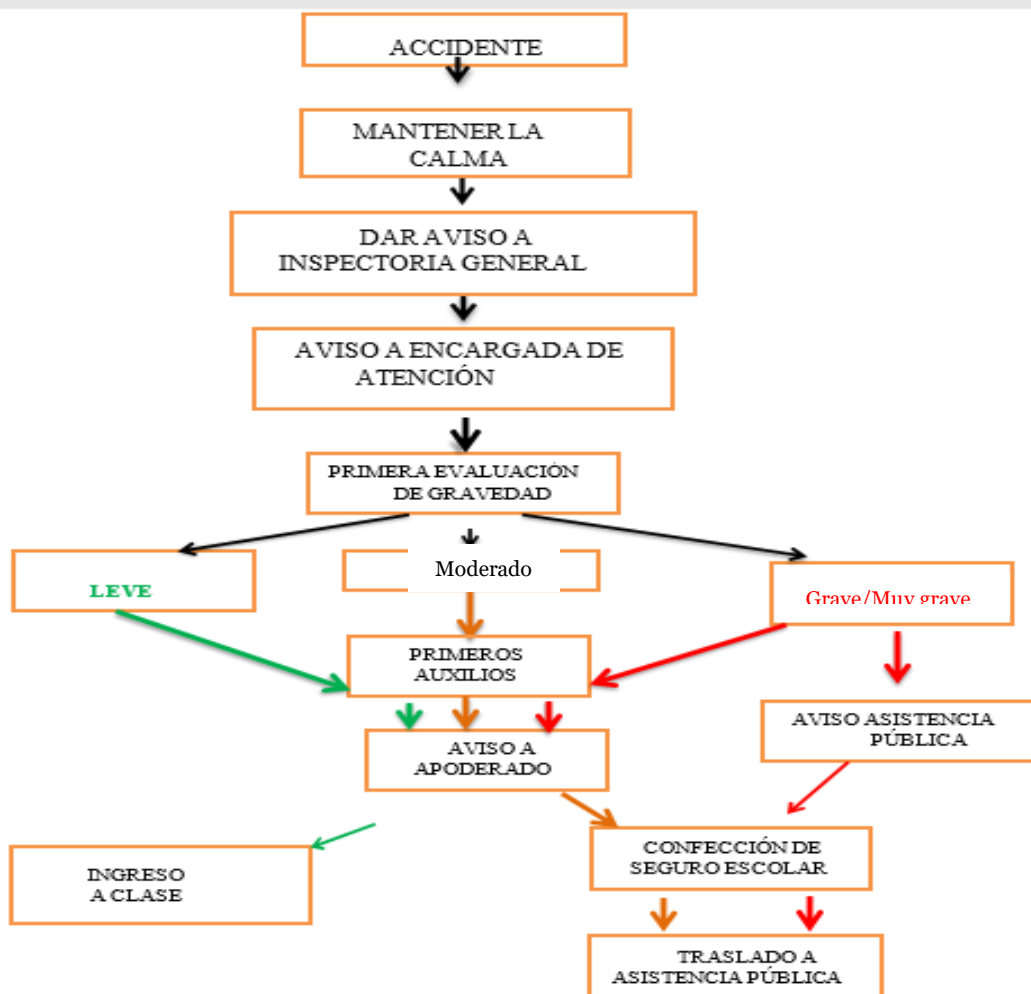 ACCIDENTE
MANTENER LA
CALMA
DAR AVISO A
INSPECTORIA GENERAL
AVISO A ENCARGADA DE
ATENCIÓN
PRIMERA EVALUACIÓN
DE GRAVEDAD
LEVE
Moderado
Grave/Muy grave
PRIMEROS
AUXILIOS
AVISO ASISTENCIA
PÚBLICA
AVISO A
APODERADO
INGRESO
A CLASE
CONFECCIÓN DE
SEGURO ESCOLAR
TRASLADO A
ASISTENCIA PÚBLICA